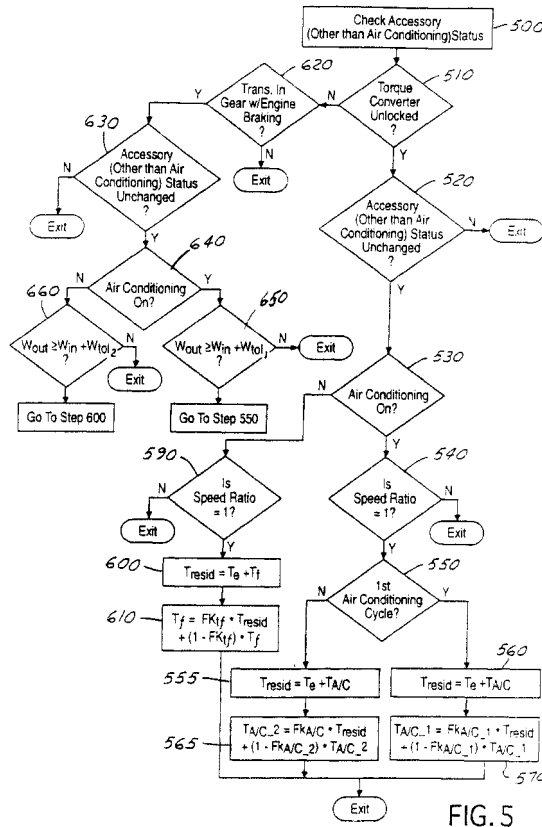 Check Accessory
(Other than Air Conditioning)Status
500
620
510
Trans. In
Gear w/Engine
Braking
?
N
Y
Torque
Converter
Unlocked
?
N
Y
630
Exit
520
Accessory
(Other than Air
Conditioning) Status
Unchanged
?
N
Exit
Y
Accessory
(Other than Air
Conditioning) Status
Unchanged
?
N
Exit
Y
640
Air Conditioning
On?
N
Y
660
650
Wout ≥Win +Wtol2
?
N
Exit
Wout ≥Win +Wtol1
?
N
Exit
Go To Step 600
Go To Step 550
530
Air Conditioning
On?
N
Y
590
540
Is
Speed Ratio
= 1?
N
Exit
Y
Is
Speed Ratio
= 1?
N
Exit
Y
600
Tresid = Te +Tf
550
1st
Air Conditioning
Cycle?
N
Y
610
Tf = FKtf * Tresid
+ (1 - FKtf) * Tf
560
555
Tresid = Te +TA/C
Tresid = Te +TA/C
565
TA/C_2 = FkA/C * Tresid
+ (1 - FkA/C_2) * TA/C_2
TA/C_1 = FkA/C_1 * Tresid
+ (1 - FkA/C_1) * TA/C_1
570
Exit
FIG. 5